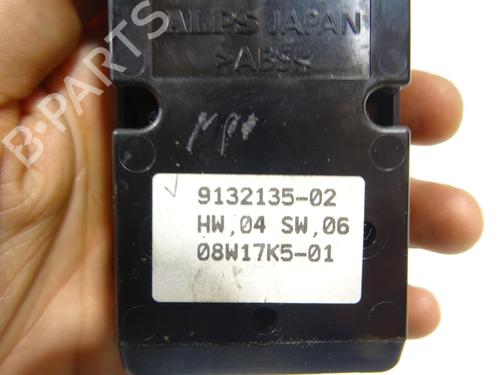 ALPS JAPAN
>ABS<
9132135-02
HW,04 SW,06
08W17K5-01
B-PARTS